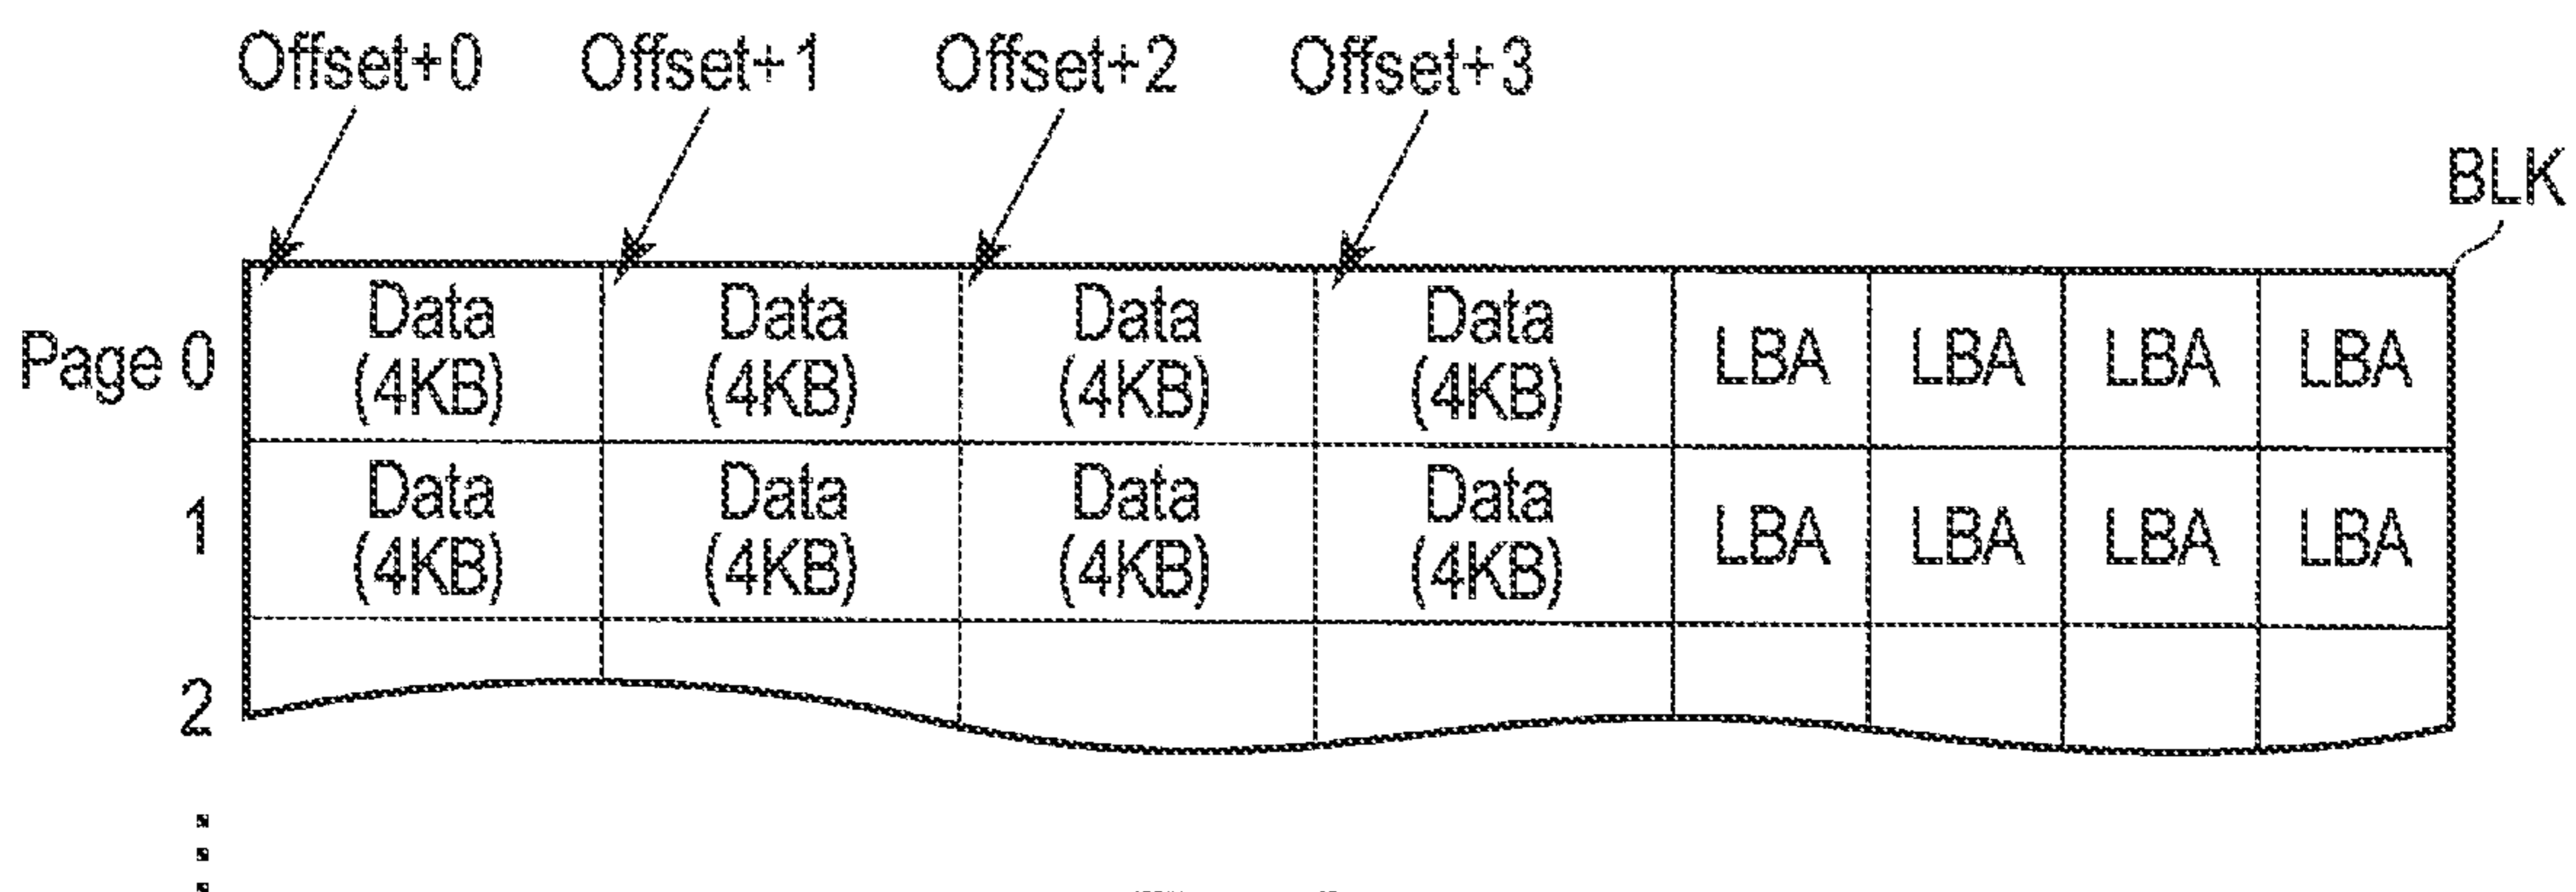 Offset+0 Offset+1 Offset+2 Offset+3
BLK
Page 0 Data (4KB) Data (4KB) Data (4KB) Data (4KB) LBA LBA LBA LBA
1 Data (4KB) Data (4KB) Data (4KB) Data (4KB) LBA LBA LBA LBA
2